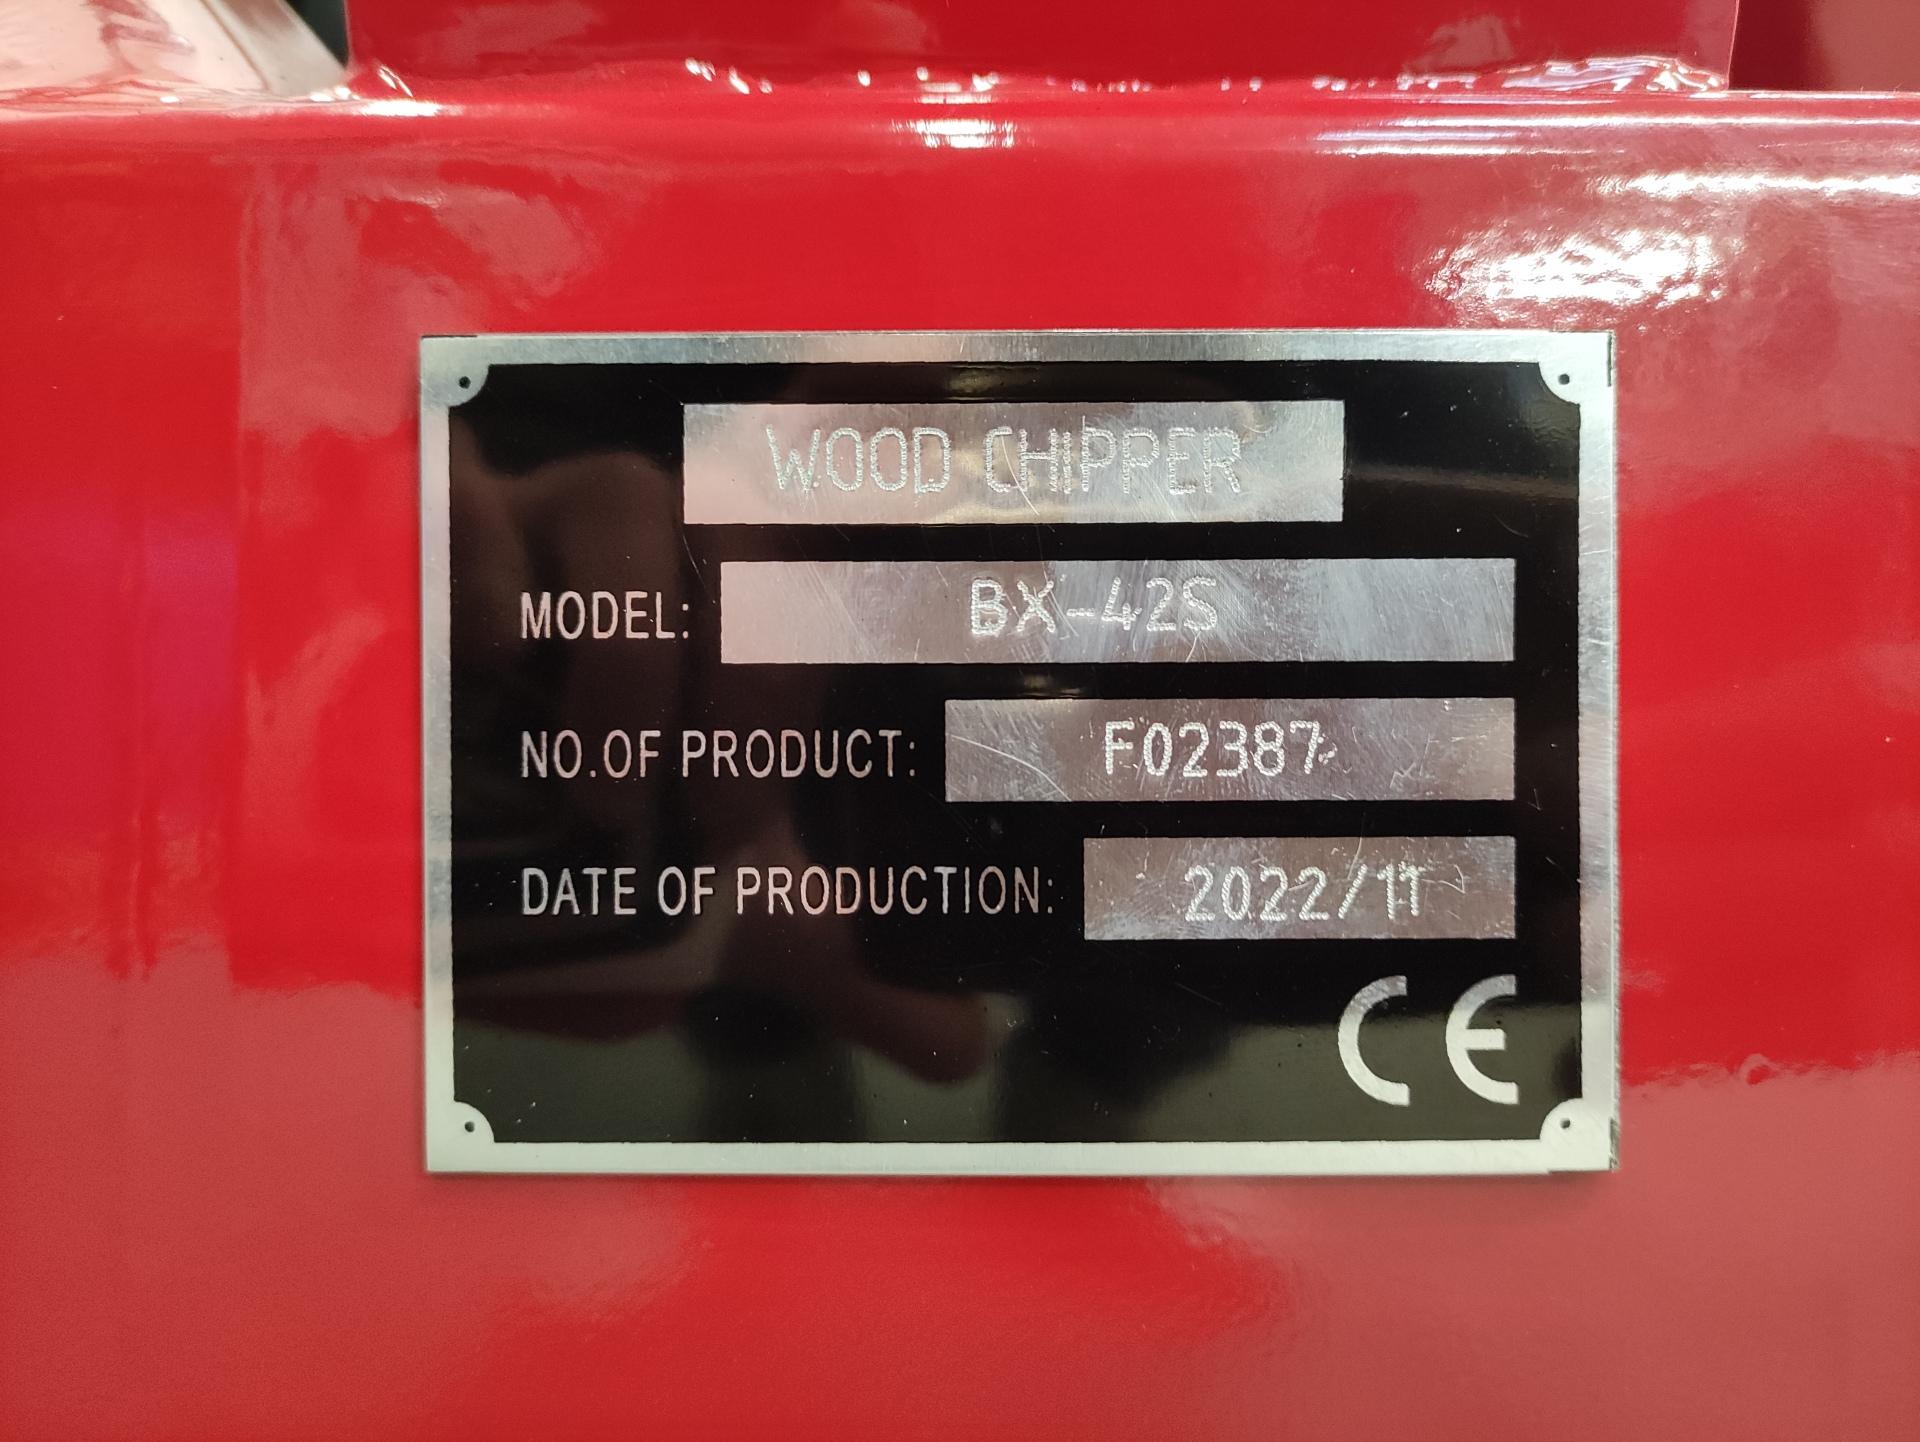 WOOD CHIPPER
MODEL: BX-42S
NO.OF PRODUCT: F02387
DATE OF PRODUCTION: 2022/11
CE